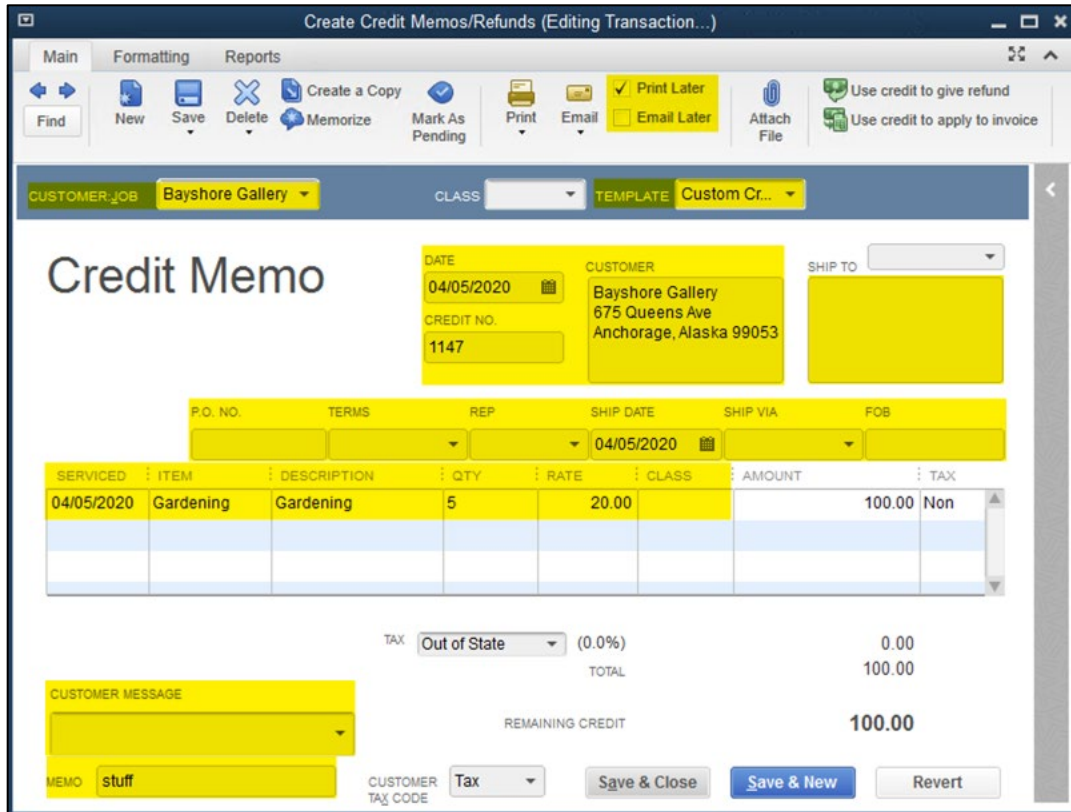 Create Credit Memos/Refunds (Editing Transaction...)
Main Formatting Reports
Find New Save Delete Create a Copy Memorize Mark As Pending Print Email Print Later Email Later Attach File Use credit to give refund Use credit to apply to invoice
CUSTOMER:JOB Bayshore Gallery CLASS TEMPLATE Custom Cr...
Credit Memo
DATE
04/05/2020
CREDIT NO.
1147
CUSTOMER
Bayshore Gallery
675 Queens Ave
Anchorage, Alaska 99053
SHIP TO
P.O. NO. TERMS REP SHIP DATE SHIP VIA FOB
04/05/2020
SERVICED ITEM DESCRIPTION QTY RATE CLASS AMOUNT TAX
04/05/2020 Gardening Gardening 5 20.00 100.00 Non
TAX Out of State (0.0%) 0.00
TOTAL 100.00
CUSTOMER MESSAGE
REMAINING CREDIT 100.00
MEMO stuff
CUSTOMER TAX CODE Tax
Save & Close Save & New Revert